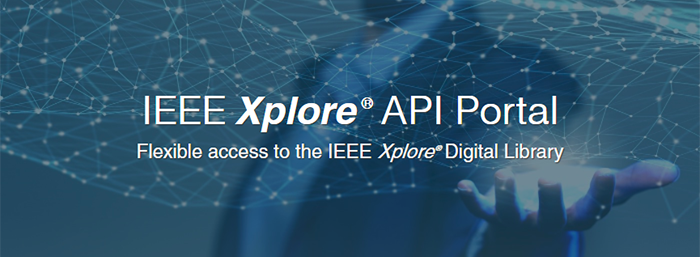 IEEE Xplore® API Portal
Flexible access to the IEEE Xplore® Digital Library